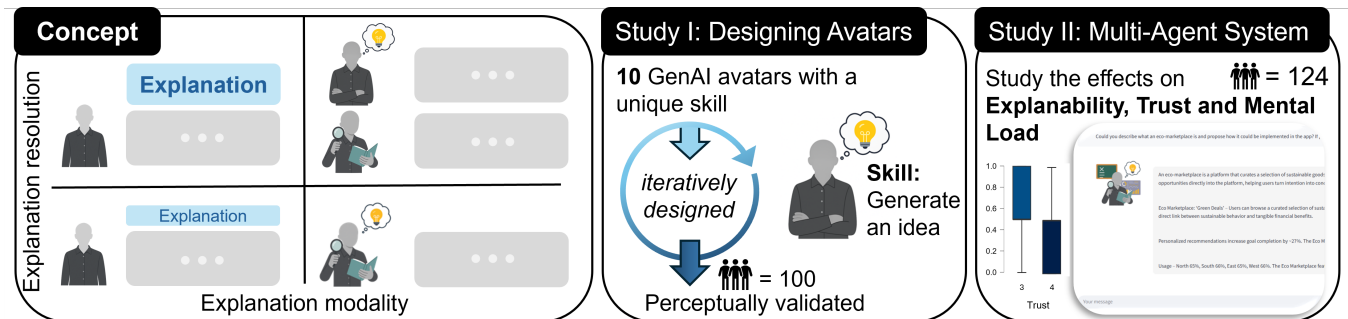 Concept
Explanation resolution
Explanation
Explanation
Explanation modality
Study I: Designing Avatars
10 GenAI avatars with a
unique skill
iteratively
designed
Skill:
Generate
an idea
= 100
Perceptually validated
Study II: Multi-Agent System
Study the effects on
= 124
Explanability, Trust and Mental
Load
1.0
0.8
0.6
0.4
0.2
0.0
3 4
Trust
Could you describe what an eco-marketplace is and propose how it could be implemented in the app? If
An eco-marketplace is a platform that curates a selection of sustainable goods
opportunities directly into the platform, helping users turn intention into
Eco Marketplace: 'Green Deals' – Users can browse a curated selection of
direct link between sustainable behavior and tangible financial benefits.
Personalized recommendations increase goal completion by ~27%. The Eco
Usage – North 65%, South 60%, East 65%, West 60%. The Eco Marketplace
Your message